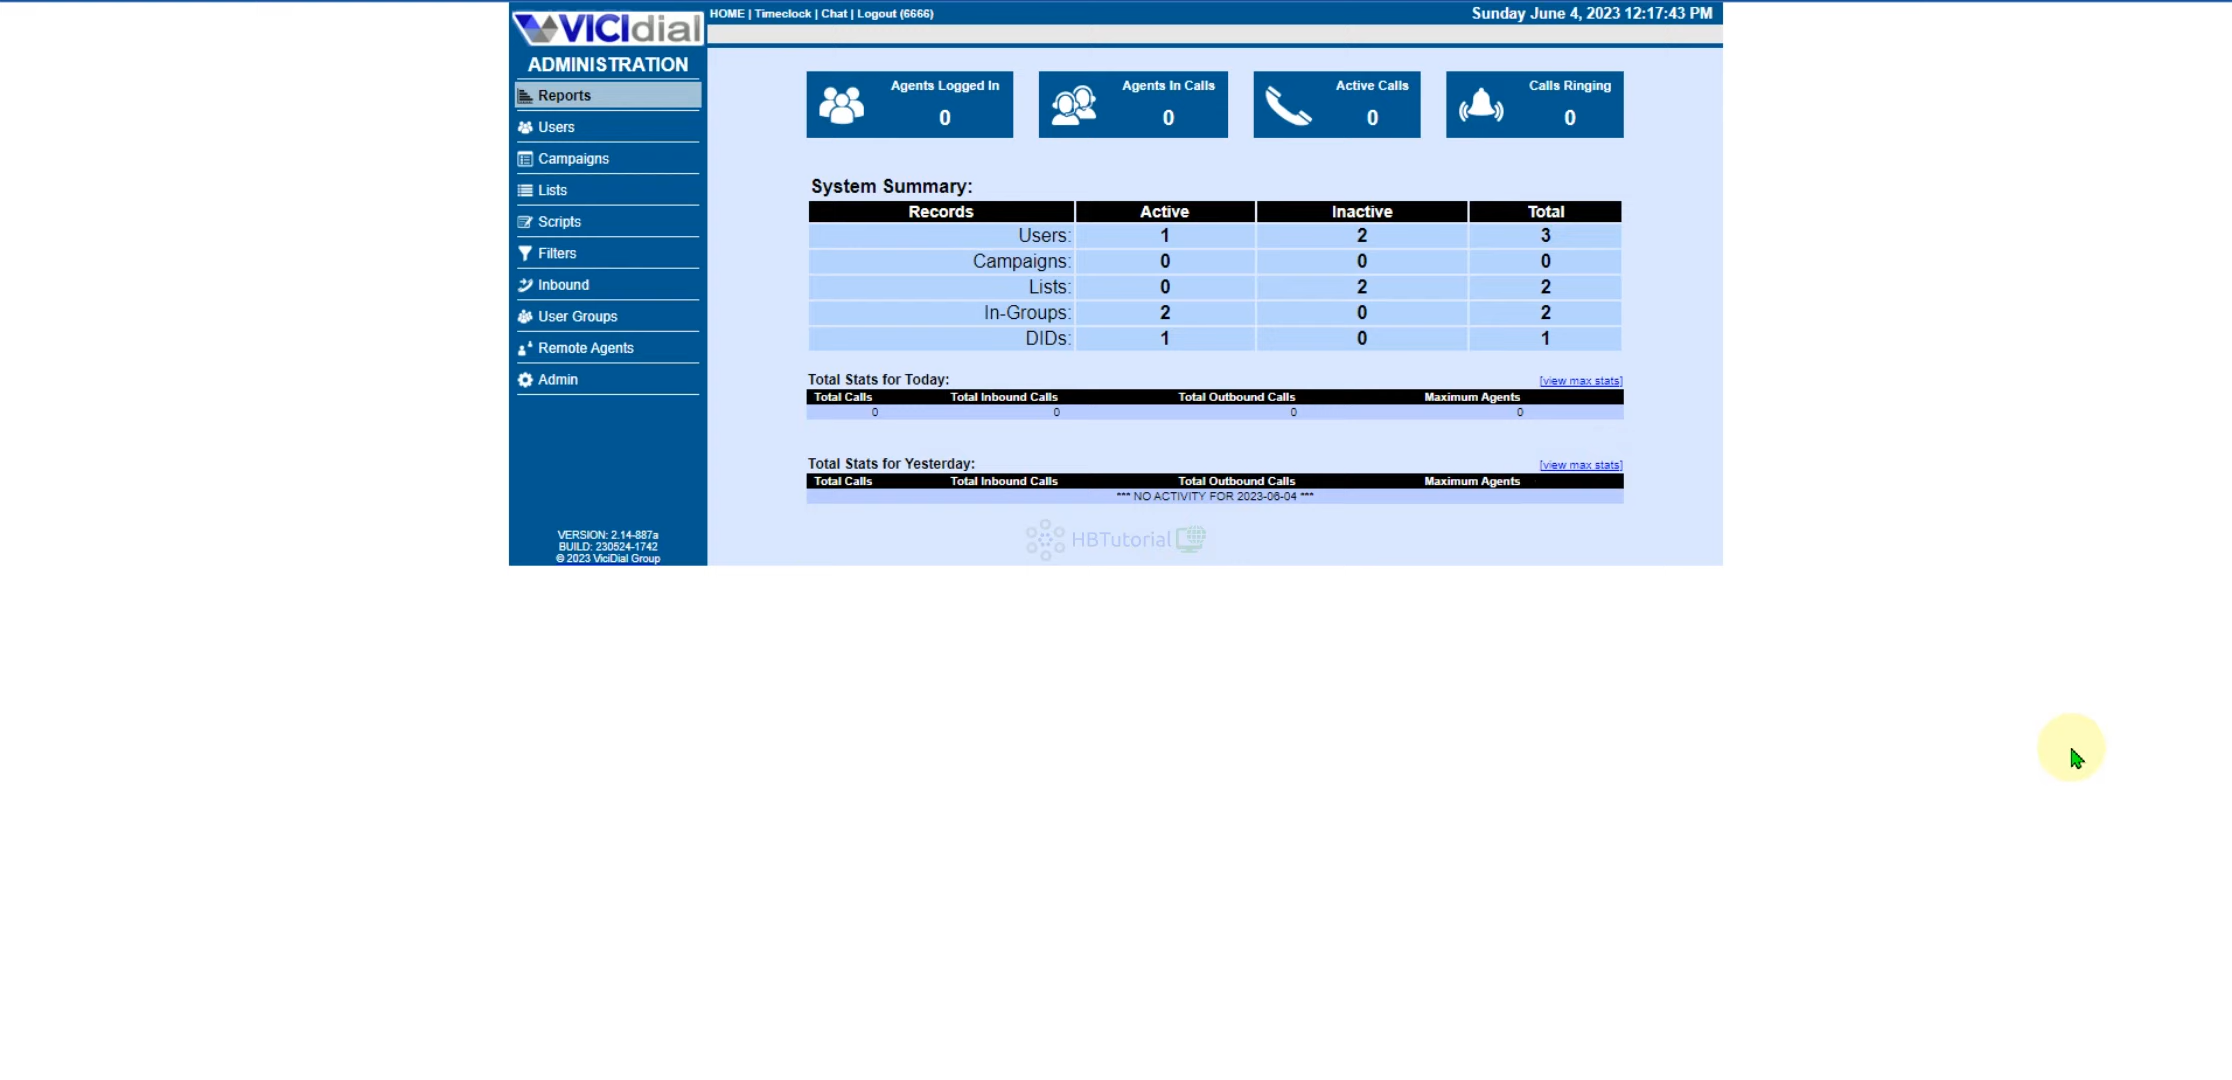 VICIdial
HOME | Timeclock | Chat | Logout (6666)
Sunday June 4, 2023 12:17:43 PM
ADMINISTRATION
Reports
Users
Campaigns
Lists
Scripts
Filters
Inbound
User Groups
Remote Agents
Admin
VERSION: 2.14-887a
BUILD: 230524-1742
© 2023 ViciDial Group
Agents Logged In
0
Agents In Calls
0
Active Calls
0
Calls Ringing
0
System Summary:
Records Active Inactive Total
Users: 1 2 3
Campaigns: 0 0 0
Lists: 0 2 2
In-Groups: 2 0 2
DIDs: 1 0 1
Total Stats for Today: [view max stats]
Total Calls Total Inbound Calls Total Outbound Calls Maximum Agents
0 0 0 0
Total Stats for Yesterday: [view max stats]
Total Calls Total Inbound Calls Total Outbound Calls Maximum Agents
*** NO ACTIVITY FOR 2023-06-04 ***
HBTutorial